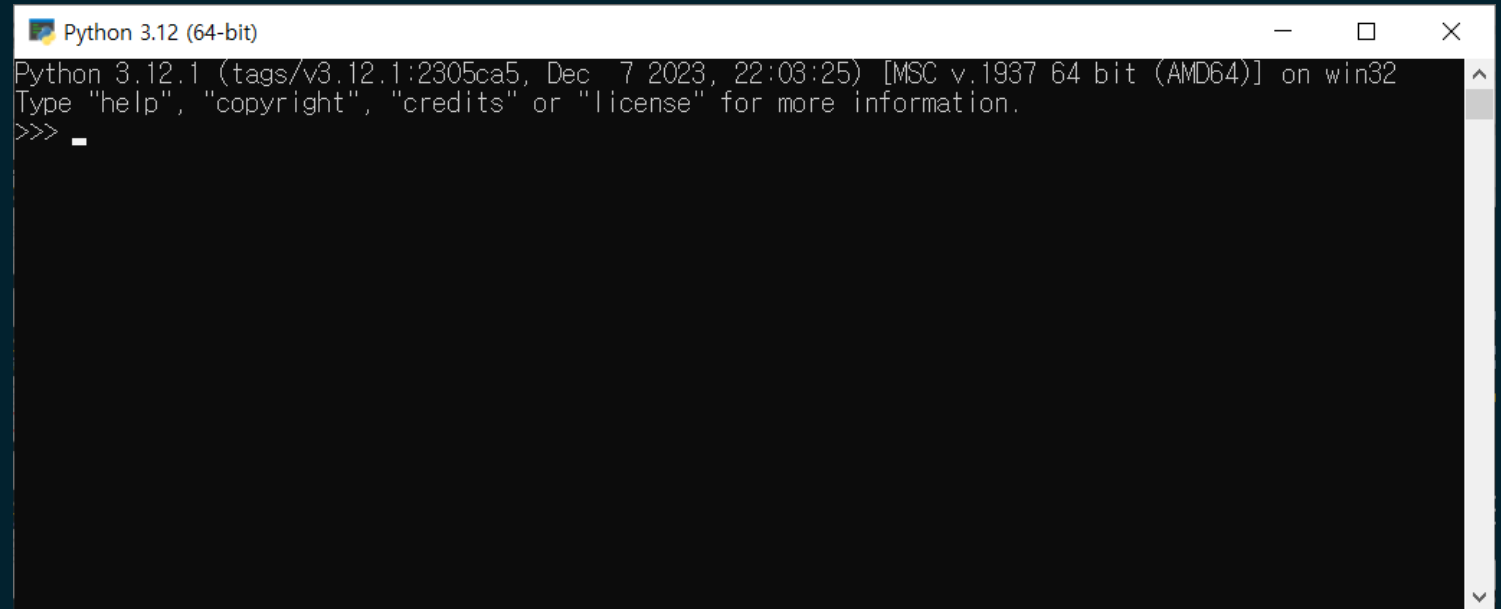 Python 3.12 (64-bit)
Python 3.12.1 (tags/v3.12.1:2305ca5, Dec  7 2023, 22:03:25) [MSC v.1937 64 bit (AMD64)] on win32
Type "help", "copyright", "credits" or "license" for more information.
>>>